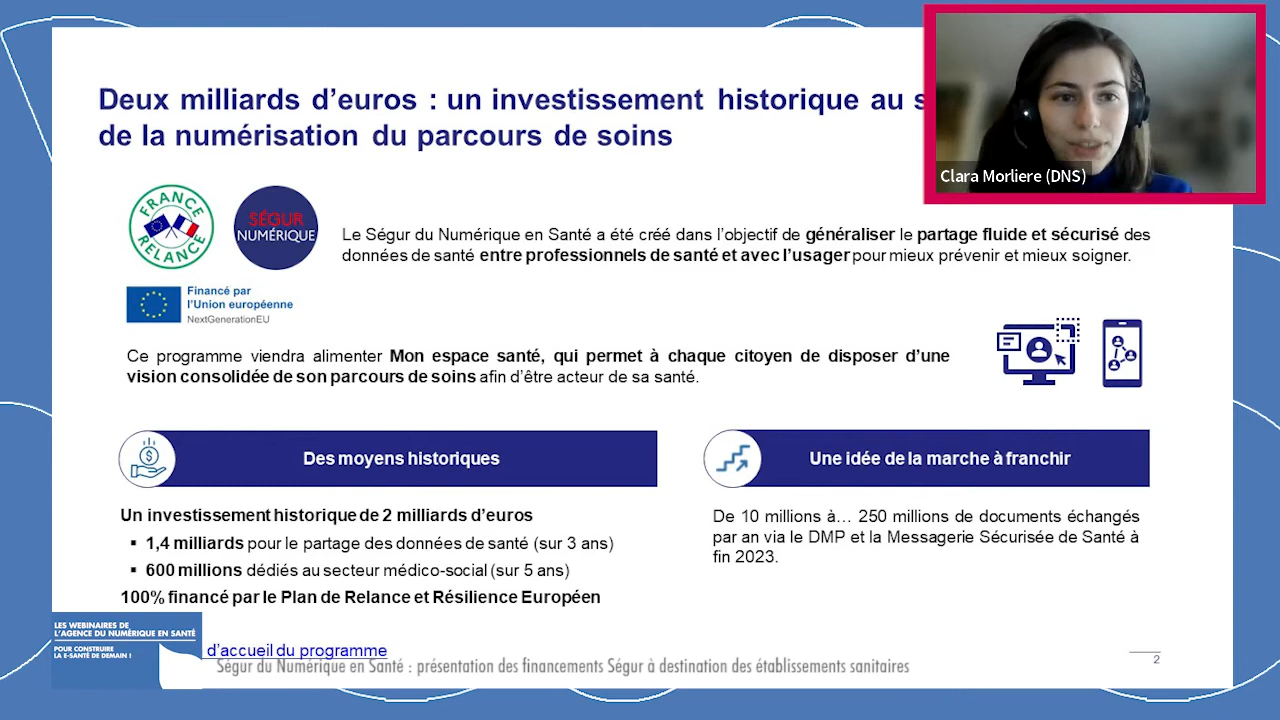 Deux milliards d’euros : un investissement historique au
de la numérisation du parcours de soins
Clara Morliere (DNS)
FRANCE
RELANCE
SÉGUR
NUMÉRIQUE
Le Ségur du Numérique en Santé a été créé dans l’objectif de généraliser le partage fluide et sécurisé des
données de santé entre professionnels de santé et avec l’usager pour mieux prévenir et mieux soigner.
Financé par
l’Union européenne
NextGenerationEU
Ce programme viendra alimenter Mon espace santé, qui permet à chaque citoyen de disposer d’une
vision consolidée de son parcours de soins afin d’être acteur de sa santé.
Des moyens historiques
Un investissement historique de 2 milliards d’euros
▪ 1,4 milliards pour le partage des données de santé (sur 3 ans)
▪ 600 millions dédiés au secteur médico-social (sur 5 ans)
100% financé par le Plan de Relance et Résilience Européen
Une idée de la marche à franchir
De 10 millions à… 250 millions de documents échangés
par an via le DMP et la Messagerie Sécurisée de Santé à
fin 2023.
LES WEBINAIRES DE
L’AGENCE DU NUMÉRIQUE EN SANTÉ
POUR CONSTRUIRE
LA E-SANTÉ DE DEMAIN !
d’accueil du programme
Ségur du Numérique en Santé : présentation des financements Ségur à destination des établissements sanitaires
2